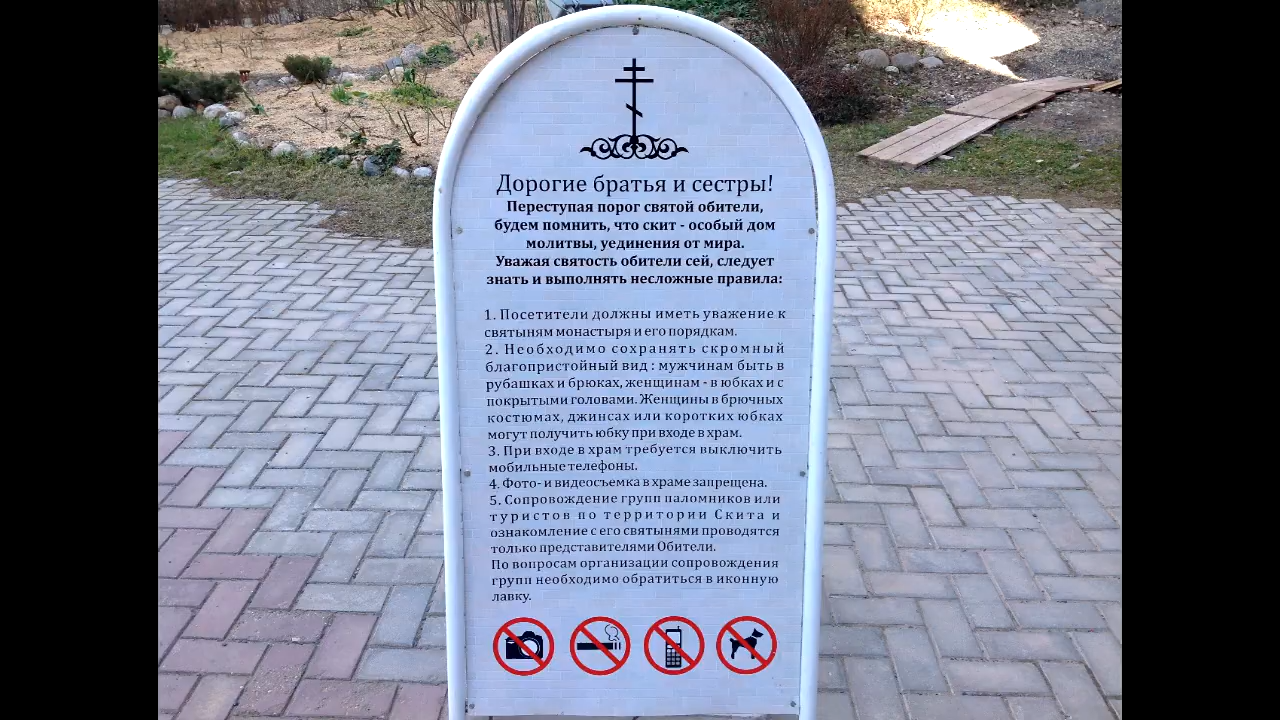 Дорогие братья и сестры!
Переступая порог святой обители,
будем помнить, что скит - особый дом
молитвы, уединения от мира.
Уважая святость обители сей, следует
знать и выполнять несложные правила:
1. Посетители должны иметь уважение к
святыням монастыря и его порядкам.
2. Необходимо сохранять скромный
благопристойный вид : мужчинам быть в
рубашках и брюках, женщинам - в юбках и с
покрытыми головами. Женщины в брючных
костюмах, джинсах или коротких юбках
могут получить юбку при входе в храм.
3. При входе в храм требуется выключить
мобильные телефоны.
4. Фото- и видеосъемка в храме запрещена.
5. Сопровождение групп паломников или
туристов по территории Скита и
ознакомление с его святынями проводятся
только представителями Обители.
По вопросам организации сопровождения
групп необходимо обратиться в иконную
лавку.